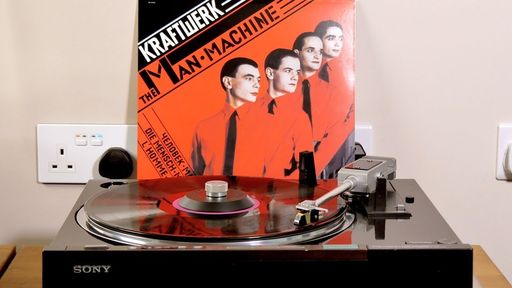 KRAFTWERK
THE
MAN·MACHINE
ЧЕЛОВЕК·М
DIE MENSCH·
L'HOMME
SONY